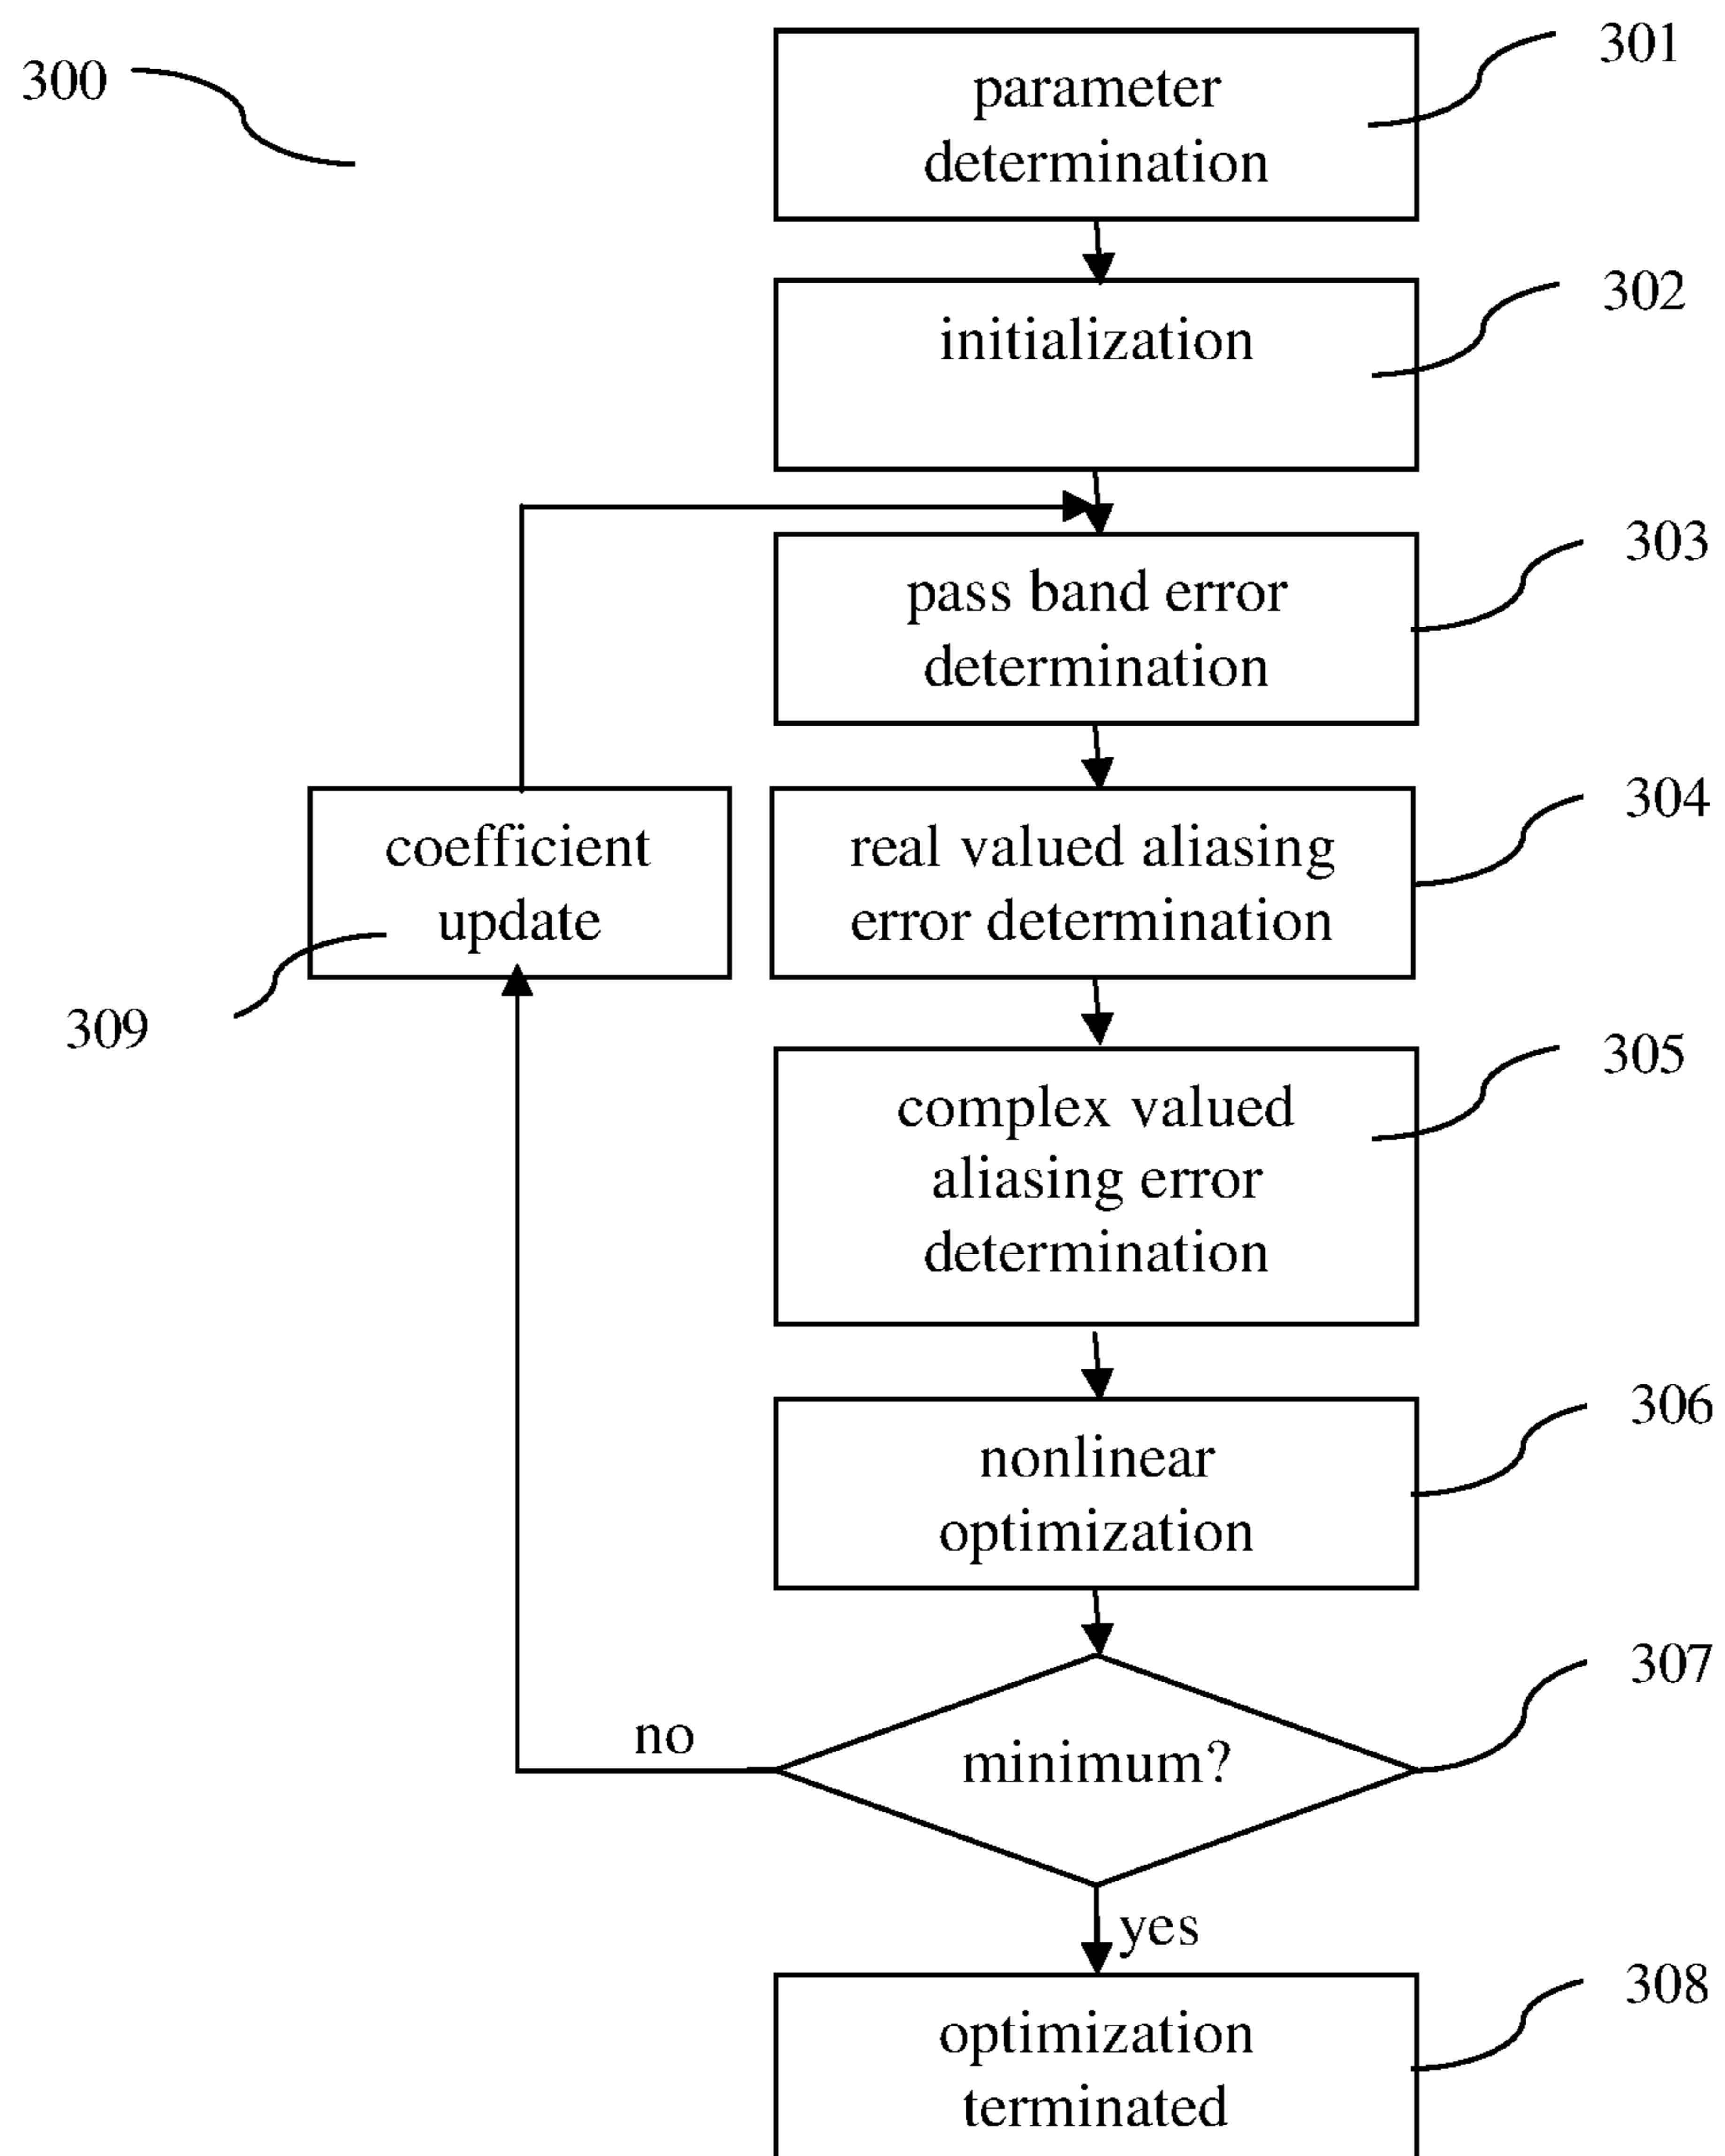 300
301
parameter
determination
302
initialization
303
pass band error
determination
304
real valued aliasing
error determination
coefficient
update
309
305
complex valued
aliasing error
determination
306
nonlinear
optimization
307
minimum?
no
yes
308
optimization
terminated